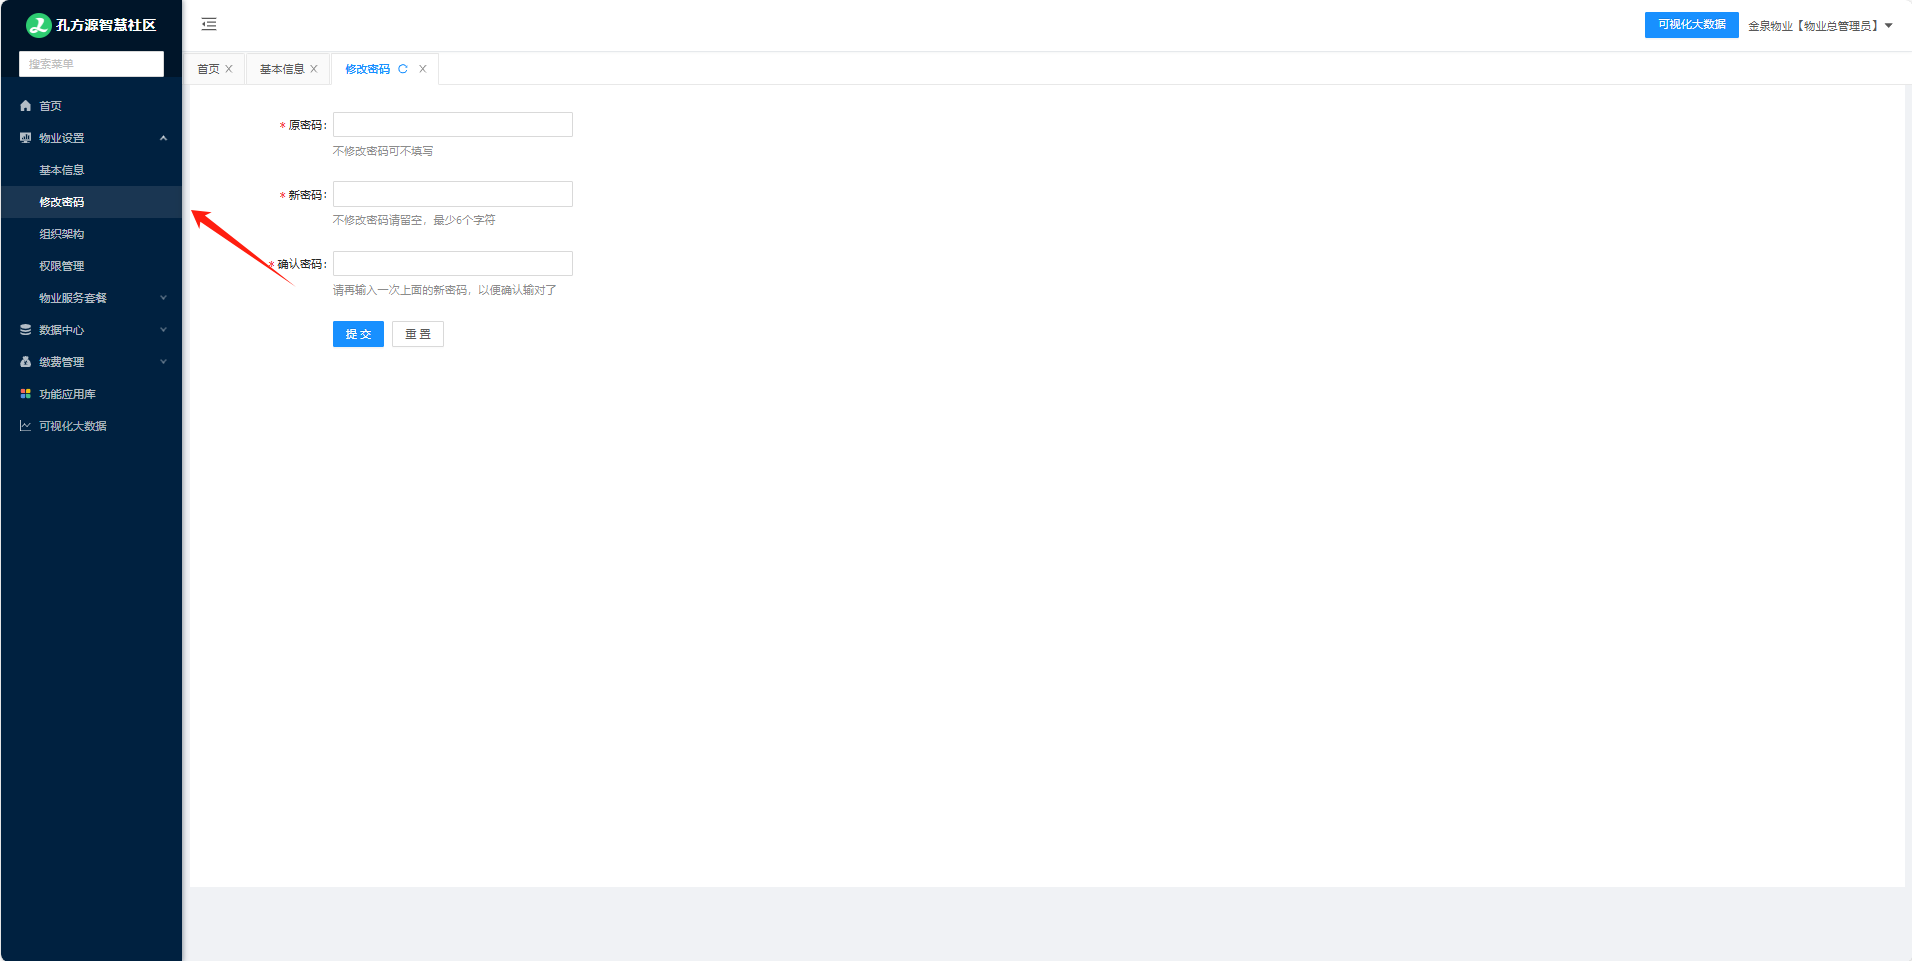 孔方源智慧社区
搜索菜单
首页
物业设置
基本信息
修改密码
组织架构
权限管理
物业服务套餐
数据中心
缴费管理
功能应用库
可视化大数据
可视化大数据 金泉物业【物业总管理员】
首页 基本信息 修改密码
* 原密码:
不修改密码可不填写
* 新密码:
不修改密码请留空，最少6个字符
* 确认密码:
请再输入一次上面的新密码，以便确认输对了
提 交 重 置